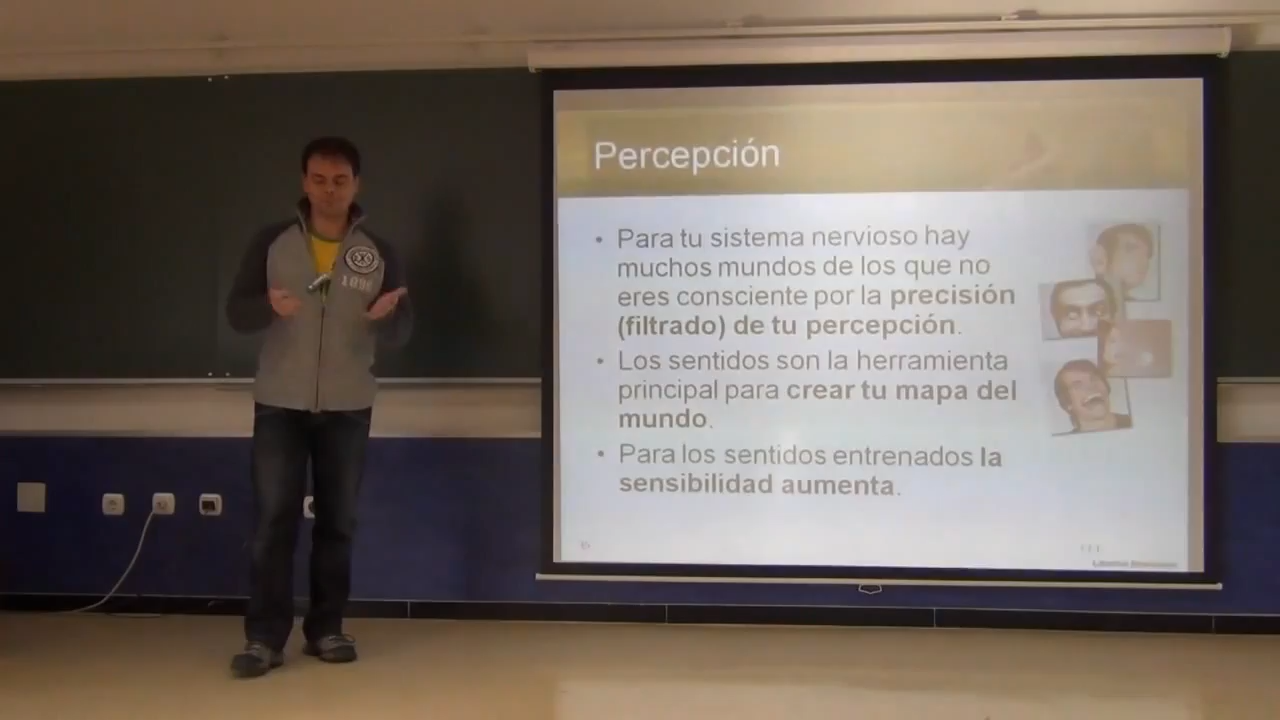 Percepción
• Para tu sistema nervioso hay
muchos mundos de los que no
eres consciente por la precisión
(filtrado) de tu percepción.
• Los sentidos son la herramienta
principal para crear tu mapa del
mundo.
• Para los sentidos entrenados la
sensibilidad aumenta.